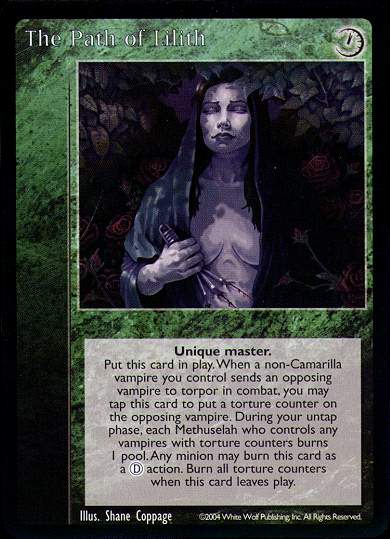 The Path of Lilith
Unique master.
Put this card in play. When a non-Camarilla
vampire you control sends an opposing
vampire to torpor in combat, you may
tap this card to put a torture counter on
the opposing vampire. During your untap
phase, each Methuselah who controls any
vampires with torture counters burns
1 pool. Any minion may burn this card as
a Ⓓ action. Burn all torture counters
when this card leaves play.
Illus. Shane Coppage ©2004 White Wolf Publishing, Inc. All Rights Reserved.